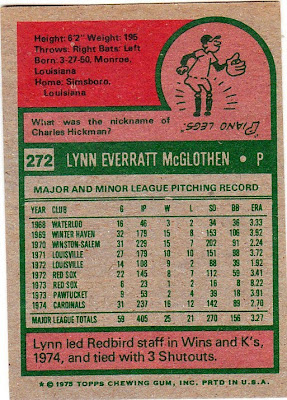 Height: 6'2" Weight: 195
Throws: Right Bats: Left
Born: 3-27-50, Monroe,
Louisiana
Home: Simsboro,
Louisiana
"PIANO LEGS"
What was the nickname of
Charles Hickman?
272 LYNN EVERRATT McGLOTHEN • P
MAJOR AND MINOR LEAGUE PITCHING RECORD
YEAR CLUB G IP W L SO BB ERA
1968 WATERLOO 16 46 3 2 34 36 3.33
1969 WINTER HAVEN 32 179 15 8 153 106 3.92
1970 WINSTON-SALEM 31 229 15 7 202 91 2.24
1971 LOUISVILLE 27 179 10 10 151 98
1972 LOUISVILLE 14 108 9 2 88 39 1.92
1972 RED SOX 22 145 8 7 112 59 3.41
1973 RED SOX 6 23 1 2 16 8 8.22
1973 PAWTUCKET 9 53 2 4 39 18 3.91
1974 CARDINALS 31 237 16 12 142 89 2.70
MAJOR LEAGUE TOTALS 59 405 25 21 270 156 3.27
Lynn led Redbird staff in Wins and K's,
1974, and tied with 3 Shutouts.
* © 1975 TOPPS CHEWING GUM, INC. PRTD IN U.S.A.